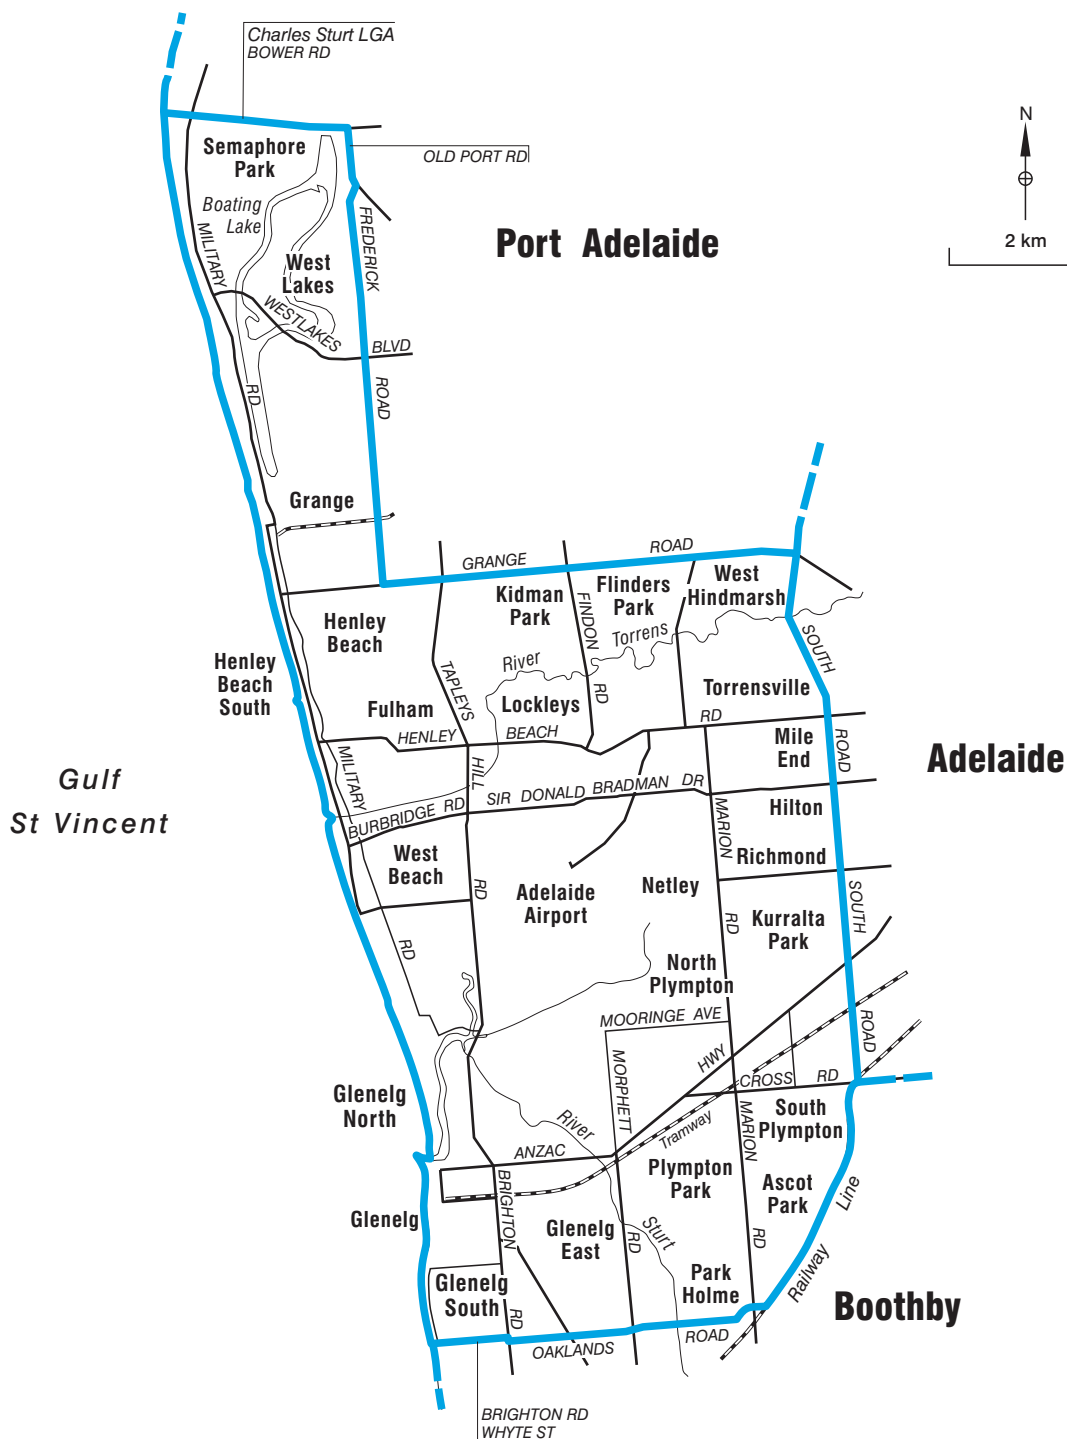 Charles Sturt LGA
BOWER RD
OLD PORT RD
N
2 km
Semaphore
Park
Boating
Lake
MILITARY
West
Lakes
FREDERICK
Port Adelaide
WESTLAKES
BLVD
RD
ROAD
Grange
GRANGE
ROAD
Henley
Beach
Kidman
Park
FINDON
Flinders
Park
West
Hindmarsh
Torrens
River
SOUTH
Henley
Beach
South
TAPLEYS
Fulham
Lockleys
RD
Torrensville
HENLEY
BEACH
RD
Mile
End
ROAD
Adelaide
Gulf
St Vincent
MILITARY
HILL
BURBRIDGE RD
SIR DONALD BRADMAN DR
MARION
Hilton
West
Beach
Richmond
RD
Adelaide
Airport
Netley
SOUTH
RD
Kurralta
Park
RD
North
Plympton
MOORINGE AVE
ROAD
MORPHETT
HWY
CROSS
RD
Glenelg
North
River
Tramway
MARION
South
Plympton
ANZAC
BRIGHTON
Plympton
Park
Ascot
Park
Line
Glenelg
Glenelg
East
RD
Sturt
RD
Railway
Glenelg
South
RD
Park
Holme
Boothby
OAKLANDS
ROAD
BRIGHTON RD
WHYTE ST